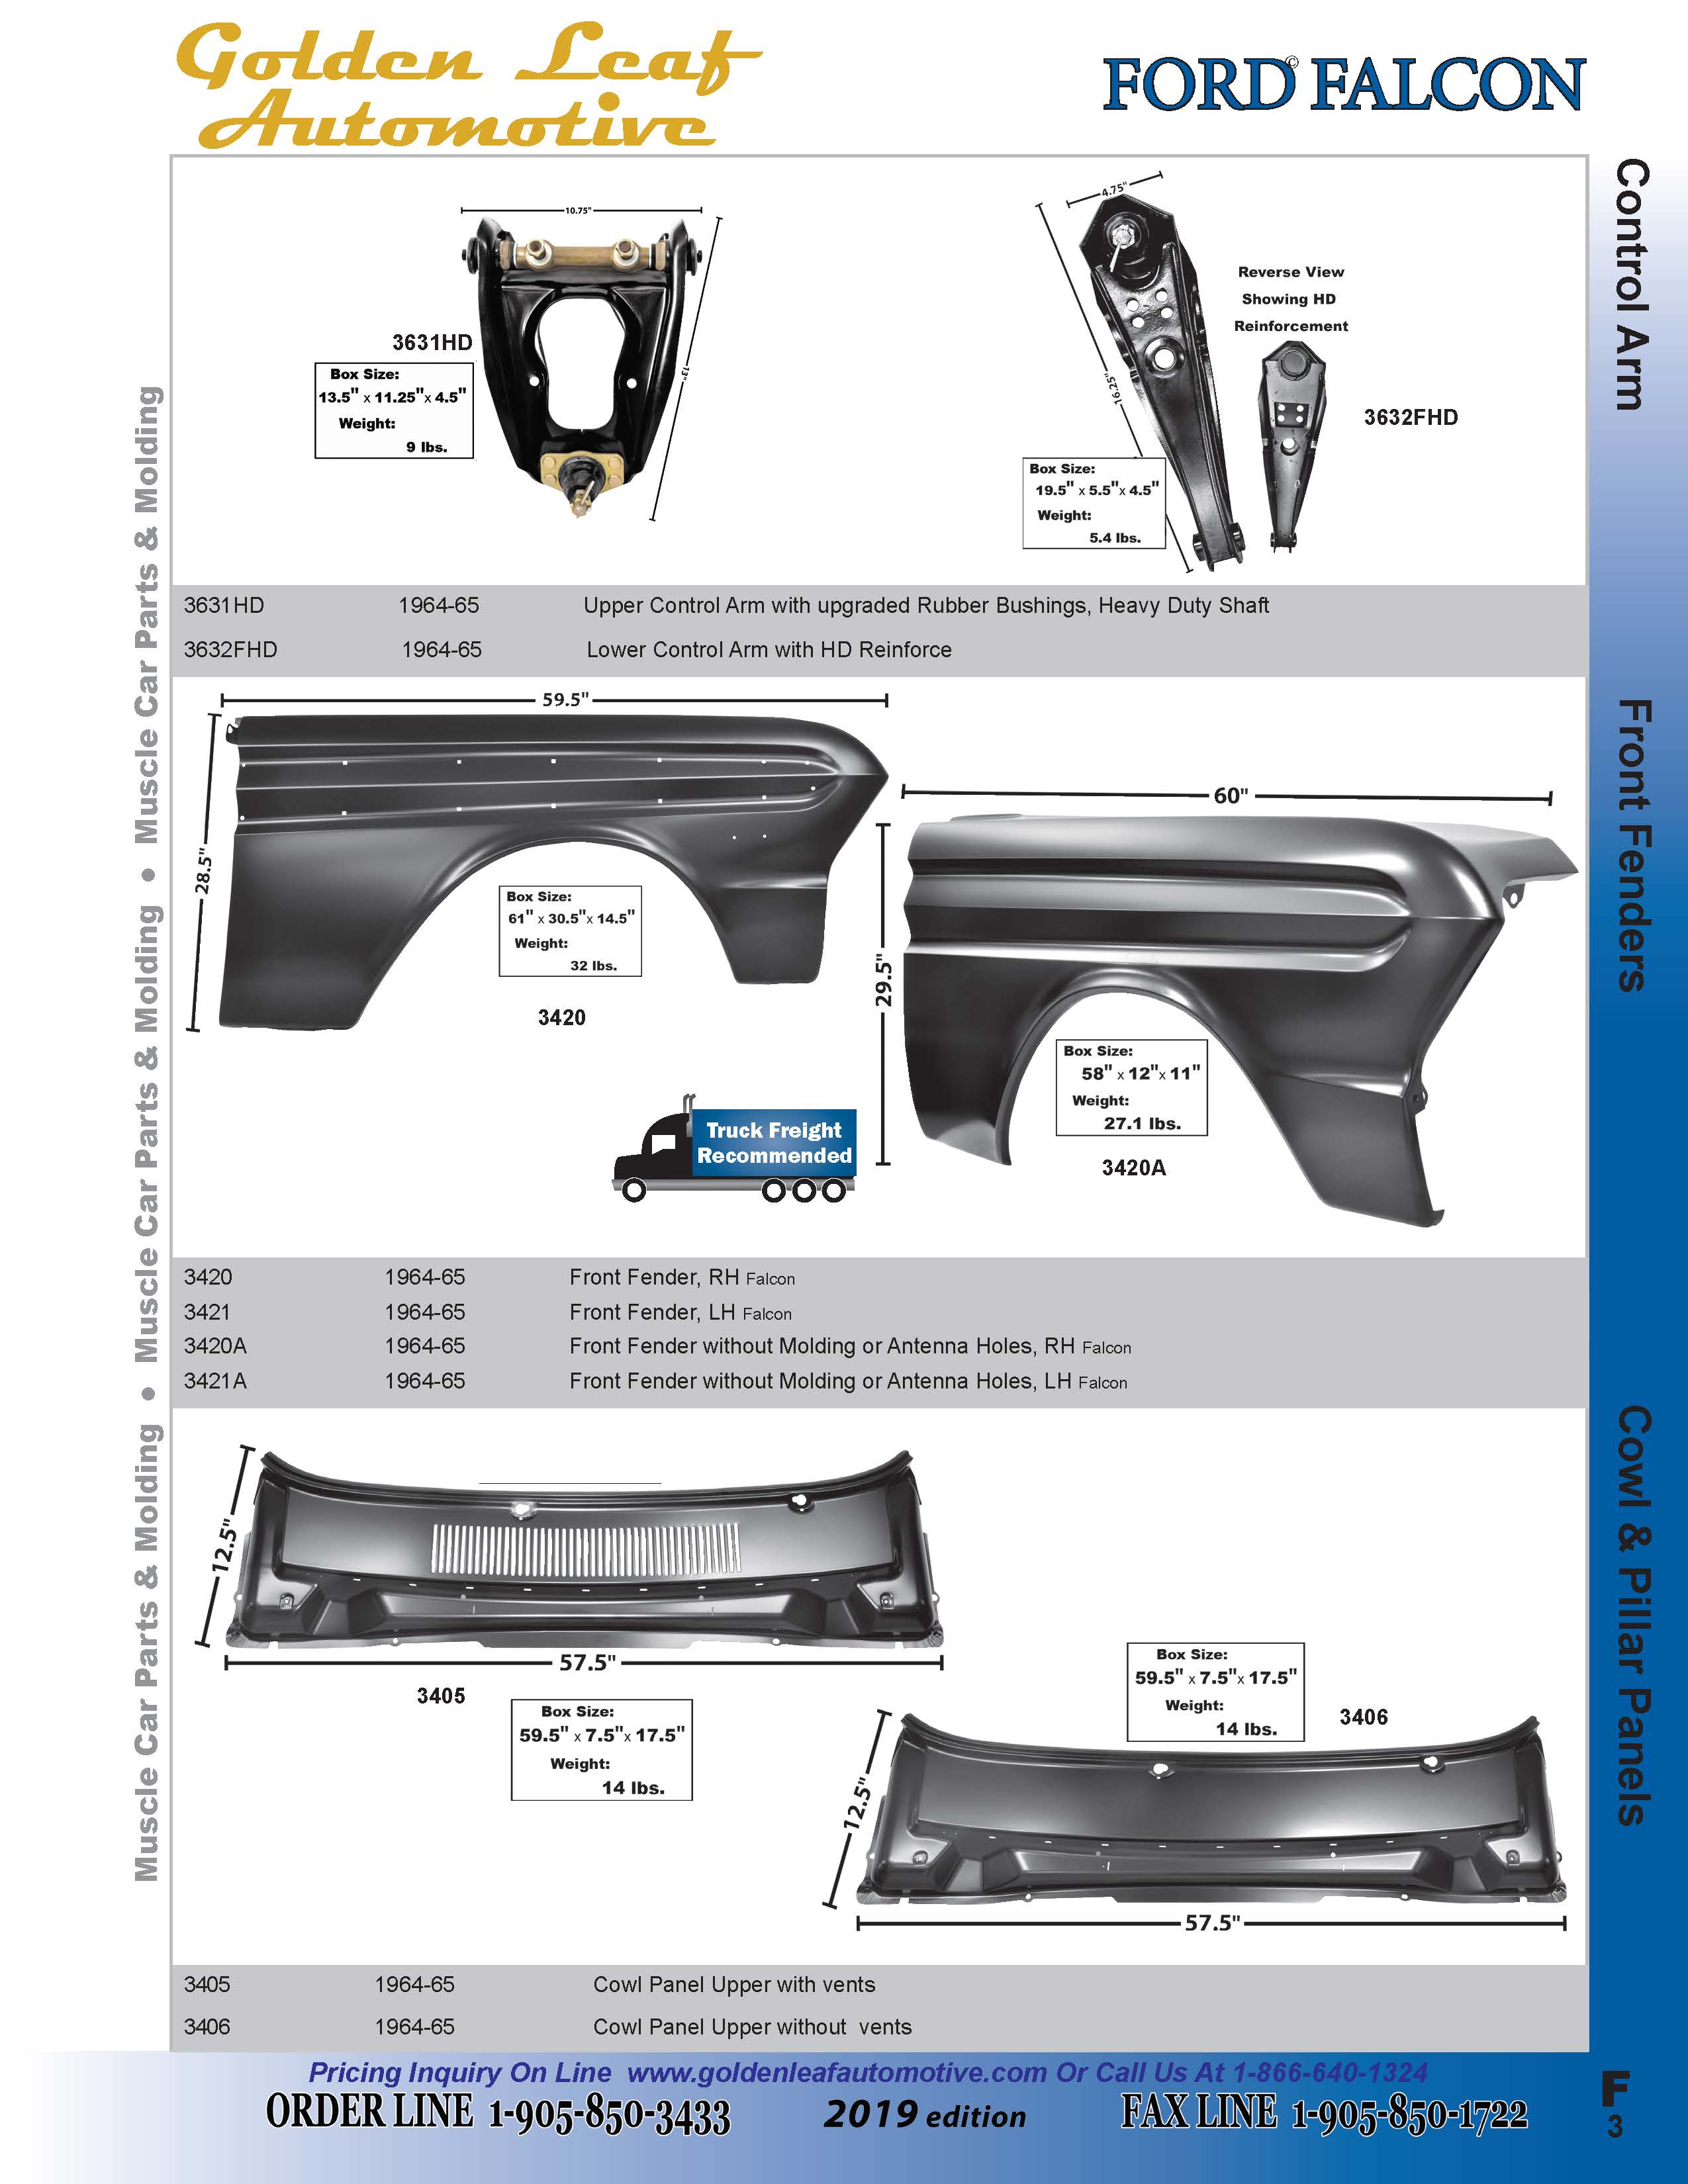 Golden Leaf
Automotive
FORD© FALCON
Control Arm
10.75"
13"
3631HD
Box Size:
13.5" x 11.25"x 4.5"
Weight:
9 lbs.
4.75"
16.25"
Reverse View
Showing HD
Reinforcement
3632FHD
Box Size:
19.5" x 5.5"x 4.5"
Weight:
5.4 lbs.
3631HD 1964-65 Upper Control Arm with upgraded Rubber Bushings, Heavy Duty Shaft
3632FHD 1964-65 Lower Control Arm with HD Reinforce
Front Fenders
59.5"
28.5"
Box Size:
61" x 30.5"x 14.5"
Weight:
32 lbs.
3420
60"
29.5"
Box Size:
58" x 12"x 11"
Weight:
27.1 lbs.
3420A
Truck Freight
Recommended
3420 1964-65 Front Fender, RH Falcon
3421 1964-65 Front Fender, LH Falcon
3420A 1964-65 Front Fender without Molding or Antenna Holes, RH Falcon
3421A 1964-65 Front Fender without Molding or Antenna Holes, LH Falcon
Cowl & Pillar Panels
12.5"
57.5"
3405
Box Size:
59.5" x 7.5"x 17.5"
Weight:
14 lbs.
Box Size:
59.5" x 7.5"x 17.5"
Weight:
14 lbs.
3406
12.5"
57.5"
3405 1964-65 Cowl Panel Upper with vents
3406 1964-65 Cowl Panel Upper without vents
Muscle Car Parts & Molding • Muscle Car Parts & Molding • Muscle Car Parts & Molding
Pricing Inquiry On Line www.goldenleafautomotive.com Or Call Us At 1-866-640-1324
ORDER LINE 1-905-850-3433 2019 edition FAX LINE 1-905-850-1722
F
3